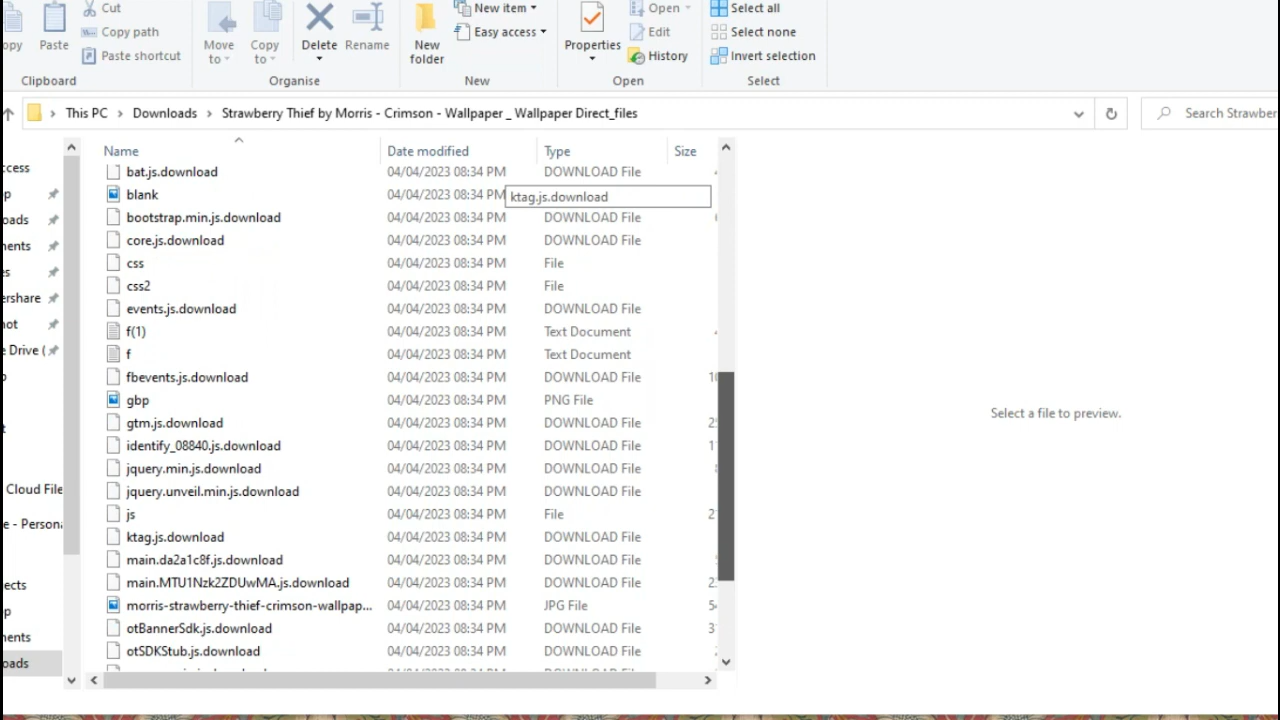 Cut
New item
Open
Select all
Copy path
Easy access
Edit
Select none
opy
Paste
Paste shortcut
Move to
Copy to
Delete
Rename
New folder
Properties
History
Invert selection
Clipboard
Organise
New
Open
Select
This PC > Downloads > Strawberry Thief by Morris - Crimson - Wallpaper _ Wallpaper Direct_files
Search Strawber
Name Date modified Type Size
ccess
p
oads
nents
es
ershare
not
e Drive (
p
t
Cloud File
e - Persona
ects
p
nents
oads
bat.js.download 04/04/2023 08:34 PM DOWNLOAD File
blank 04/04/2023 08:34 PM
ktag.js.download
bootstrap.min.js.download 04/04/2023 08:34 PM DOWNLOAD File
core.js.download 04/04/2023 08:34 PM DOWNLOAD File
css 04/04/2023 08:34 PM File
css2 04/04/2023 08:34 PM File
events.js.download 04/04/2023 08:34 PM DOWNLOAD File
f(1) 04/04/2023 08:34 PM Text Document
f 04/04/2023 08:34 PM Text Document
fbevents.js.download 04/04/2023 08:34 PM DOWNLOAD File
gbp 04/04/2023 08:34 PM PNG File
gtm.js.download 04/04/2023 08:34 PM DOWNLOAD File
identify_08840.js.download 04/04/2023 08:34 PM DOWNLOAD File
jquery.min.js.download 04/04/2023 08:34 PM DOWNLOAD File
jquery.unveil.min.js.download 04/04/2023 08:34 PM DOWNLOAD File
js 04/04/2023 08:34 PM File
ktag.js.download 04/04/2023 08:34 PM DOWNLOAD File
main.da2a1c8f.js.download 04/04/2023 08:34 PM DOWNLOAD File
main.MTU1Nzk2ZDUwMA.js.download 04/04/2023 08:34 PM DOWNLOAD File
morris-strawberry-thief-crimson-wallpap... 04/04/2023 08:34 PM JPG File
otBannerSdk.js.download 04/04/2023 08:34 PM DOWNLOAD File
otSDKStub.js.download 04/04/2023 08:34 PM DOWNLOAD File
Select a file to preview.